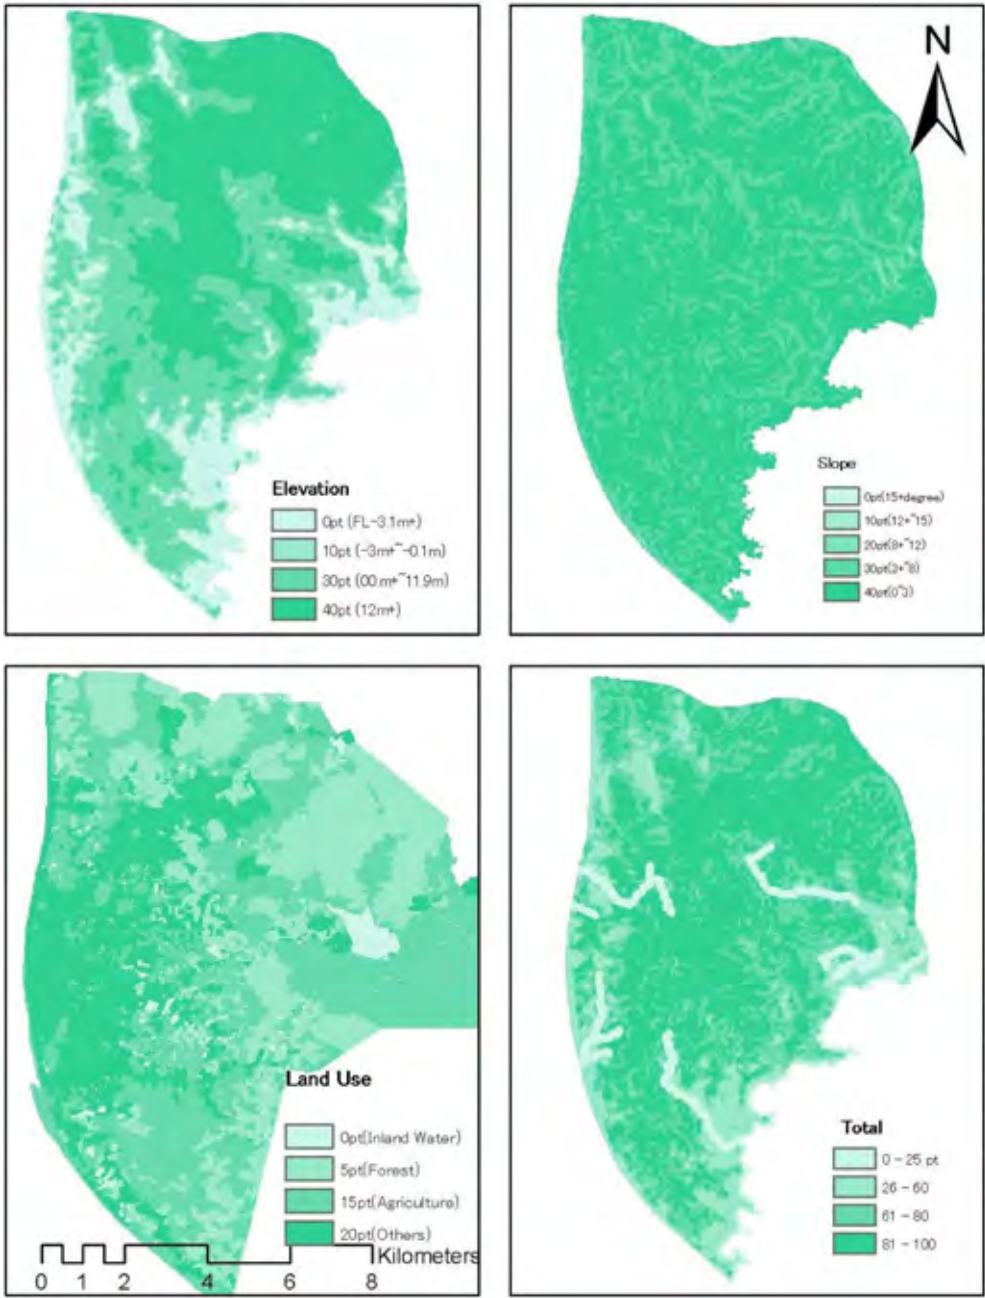 Elevation
0pt (FL-3.1m+)
10pt (-3m+~-0.1m)
30pt (00.m+~11.9m)
40pt (12m+)
N
Slope
0pt(15+degree)
10pt(12+~15)
20pt(8+~12)
30pt(3+~8)
40pt(0~3)
Land Use
0pt(Inland Water)
5pt(Forest)
15pt(Agriculture)
20pt(Others)
Kilometers
0 1 2 4 6 8
Total
0 - 25 pt
26 - 60
61 - 80
81 - 100